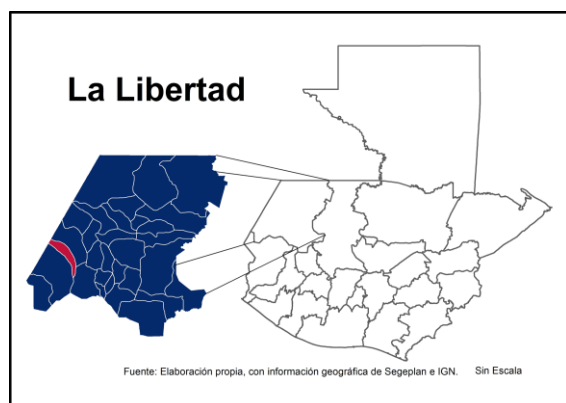 La Libertad
Fuente: Elaboración propia, con información geográfica de Segeplan e IGN. Sin Escala